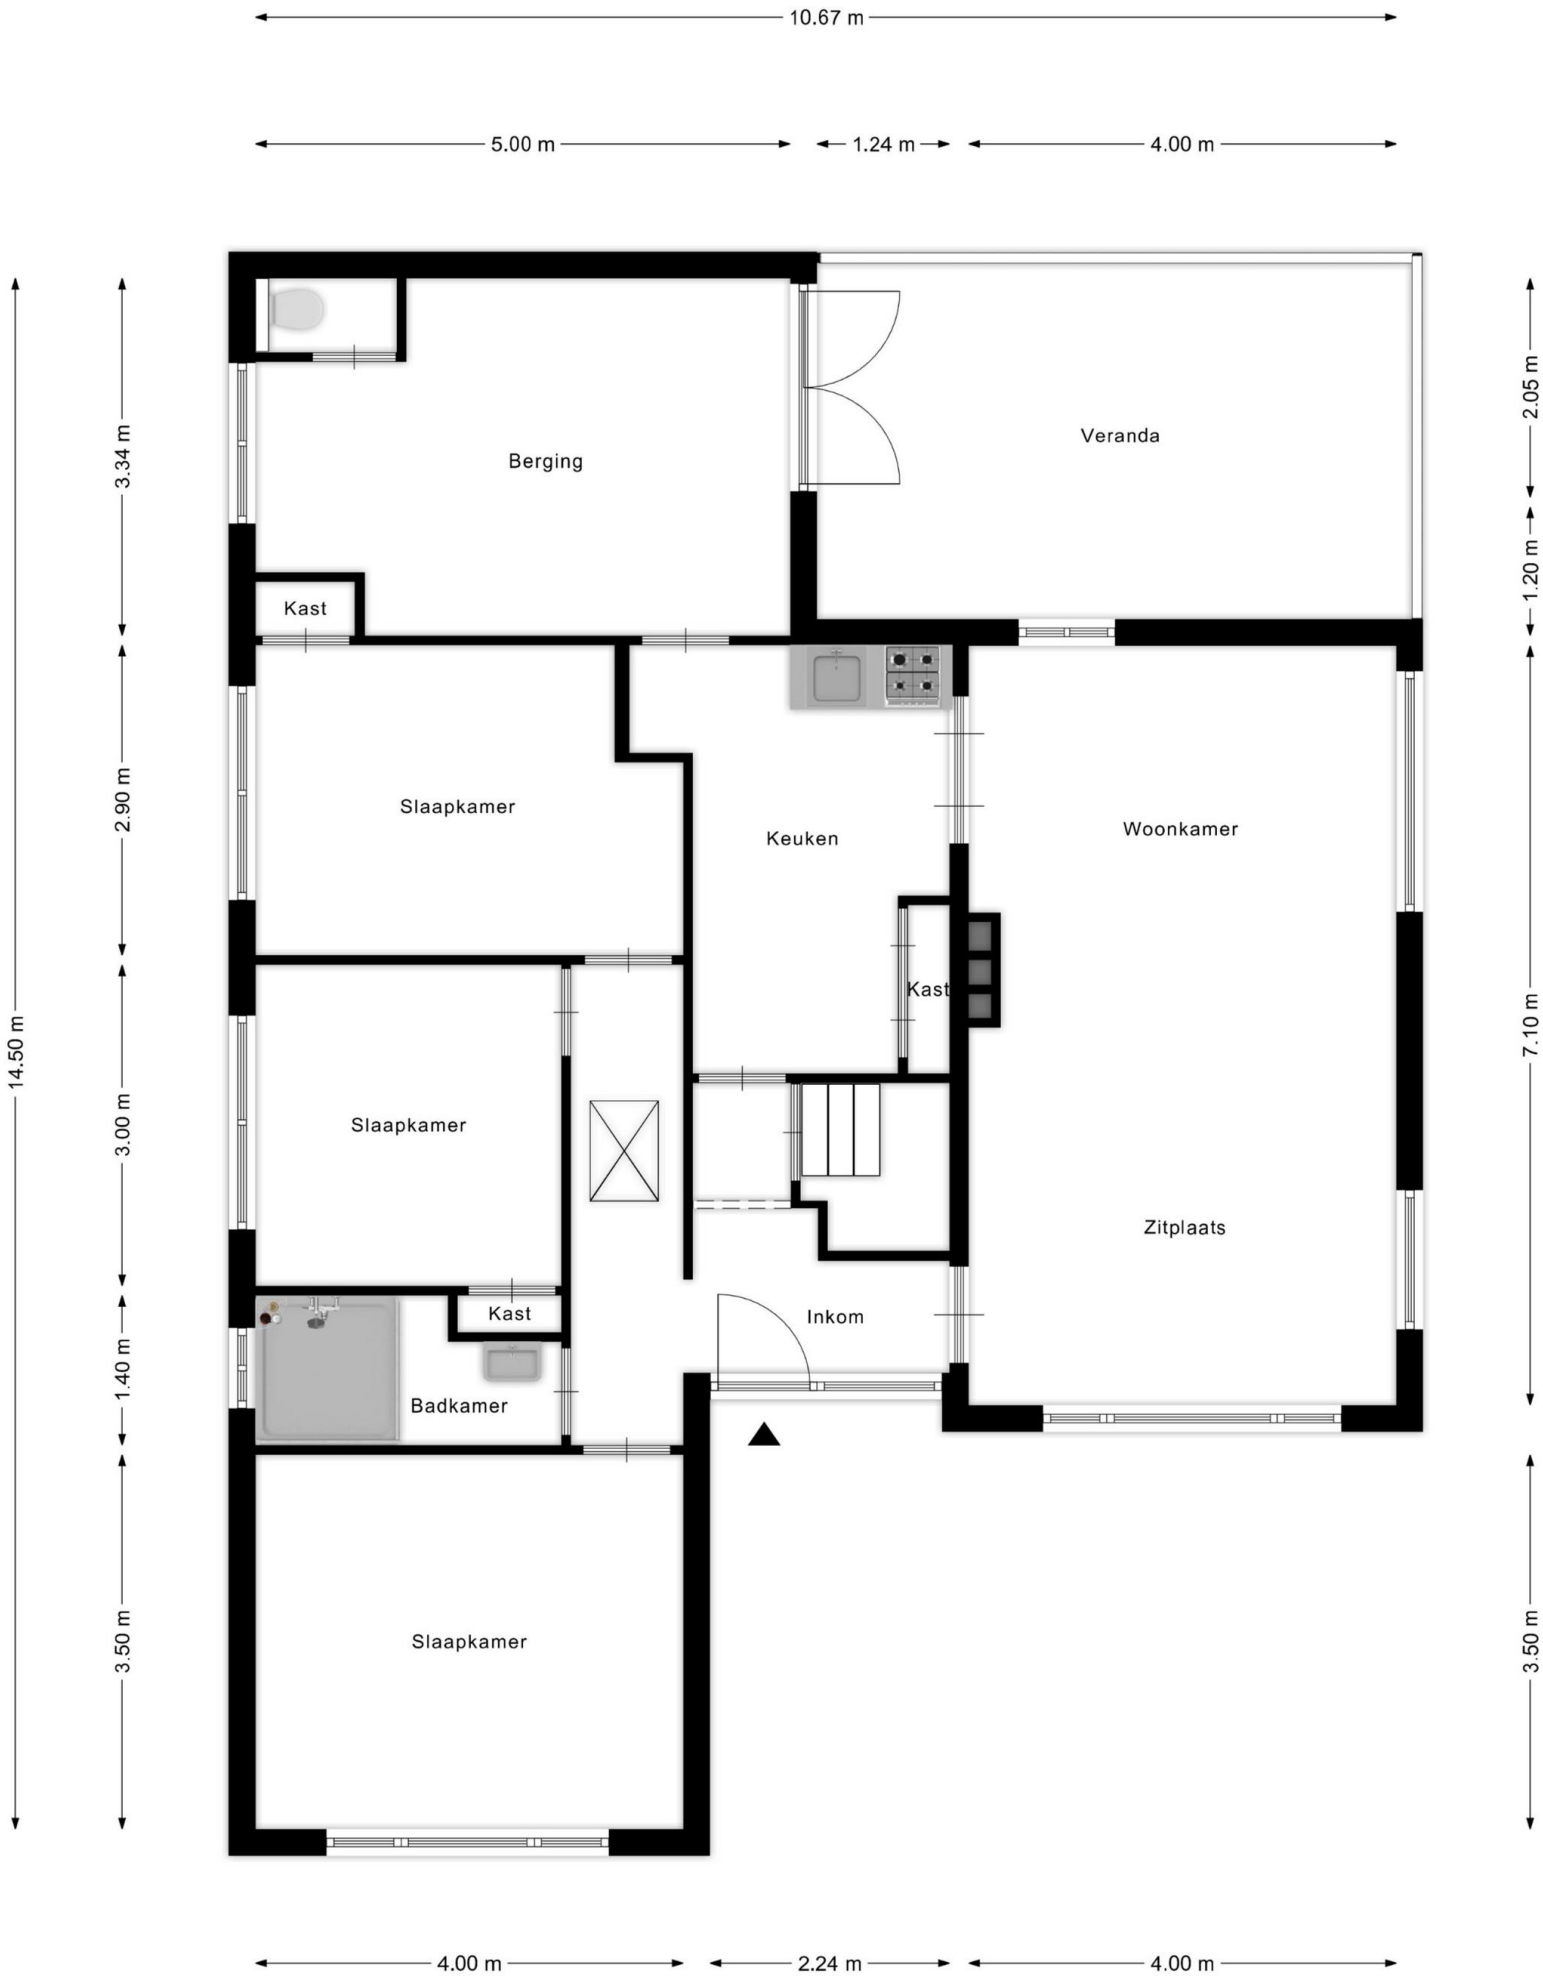 10.67 m
5.00 m
1.24 m
4.00 m
14.50 m
3.34 m
2.90 m
3.00 m
1.40 m
3.50 m
Berging
Veranda
Kast
Slaapkamer
Keuken
Woonkamer
Kast
Slaapkamer
Zitplaats
Kast
Inkom
Badkamer
Slaapkamer
2.05 m
1.20 m
7.10 m
3.50 m
4.00 m
2.24 m
4.00 m